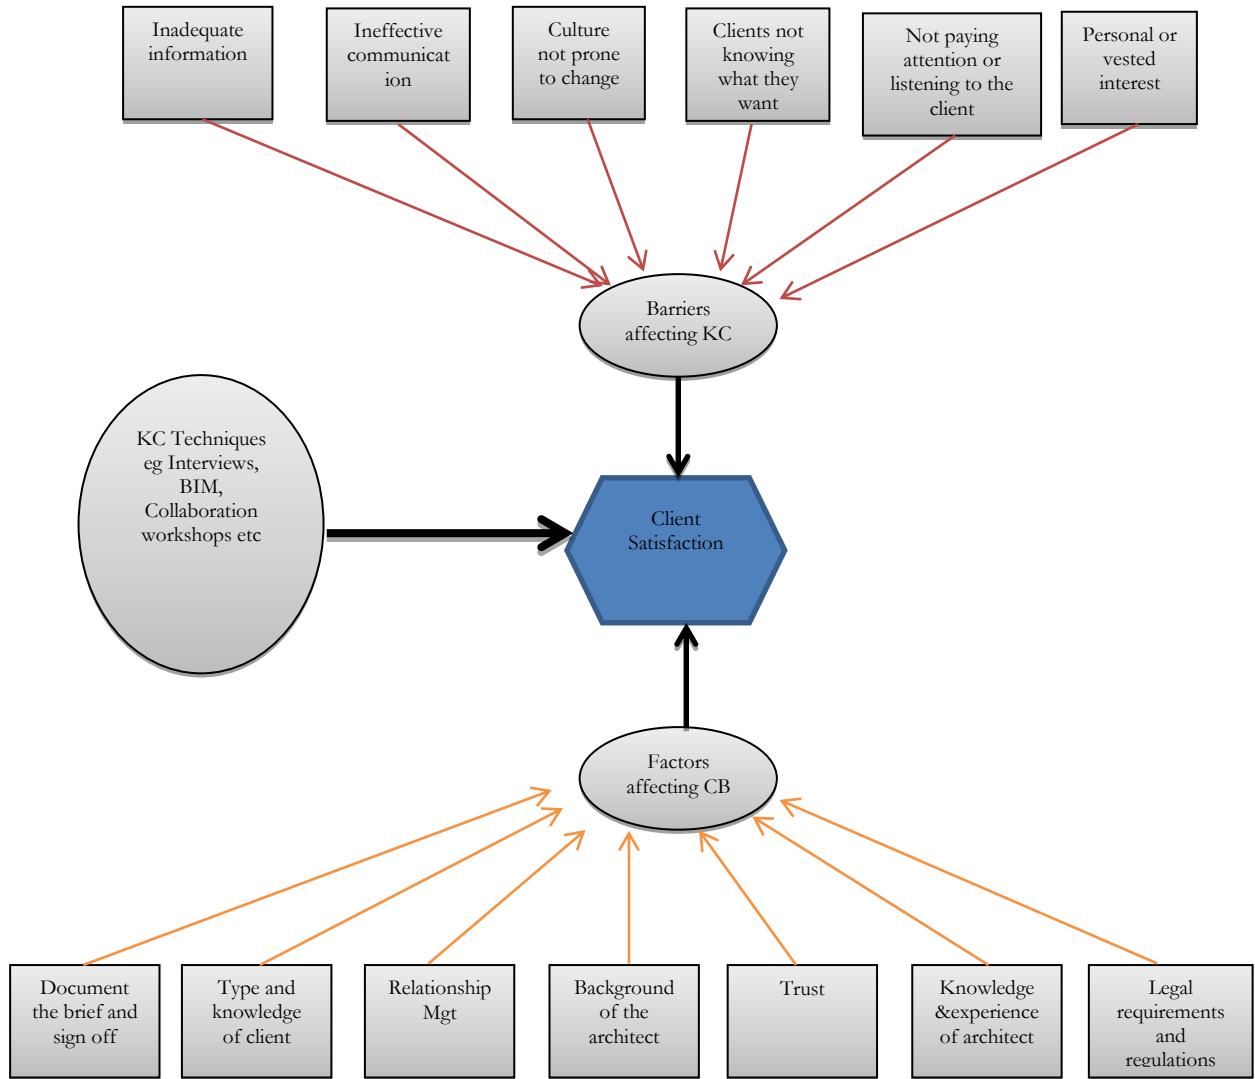 Inadequate
information
Ineffective
communicat
ion
Culture
not prone
to change
Clients not
knowing
what they
want
Not paying
attention or
listening to the
client
Personal or
vested
interest
Barriers
affecting KC
KC Techniques
eg Interviews,
BIM,
Collaboration
workshops etc
Client
Satisfaction
Factors
affecting CB
Document
the brief and
sign off
Type and
knowledge
of client
Relationship
Mgt
Background
of the
architect
Trust
Knowledge
&experience
of architect
Legal
requirements
and
regulations